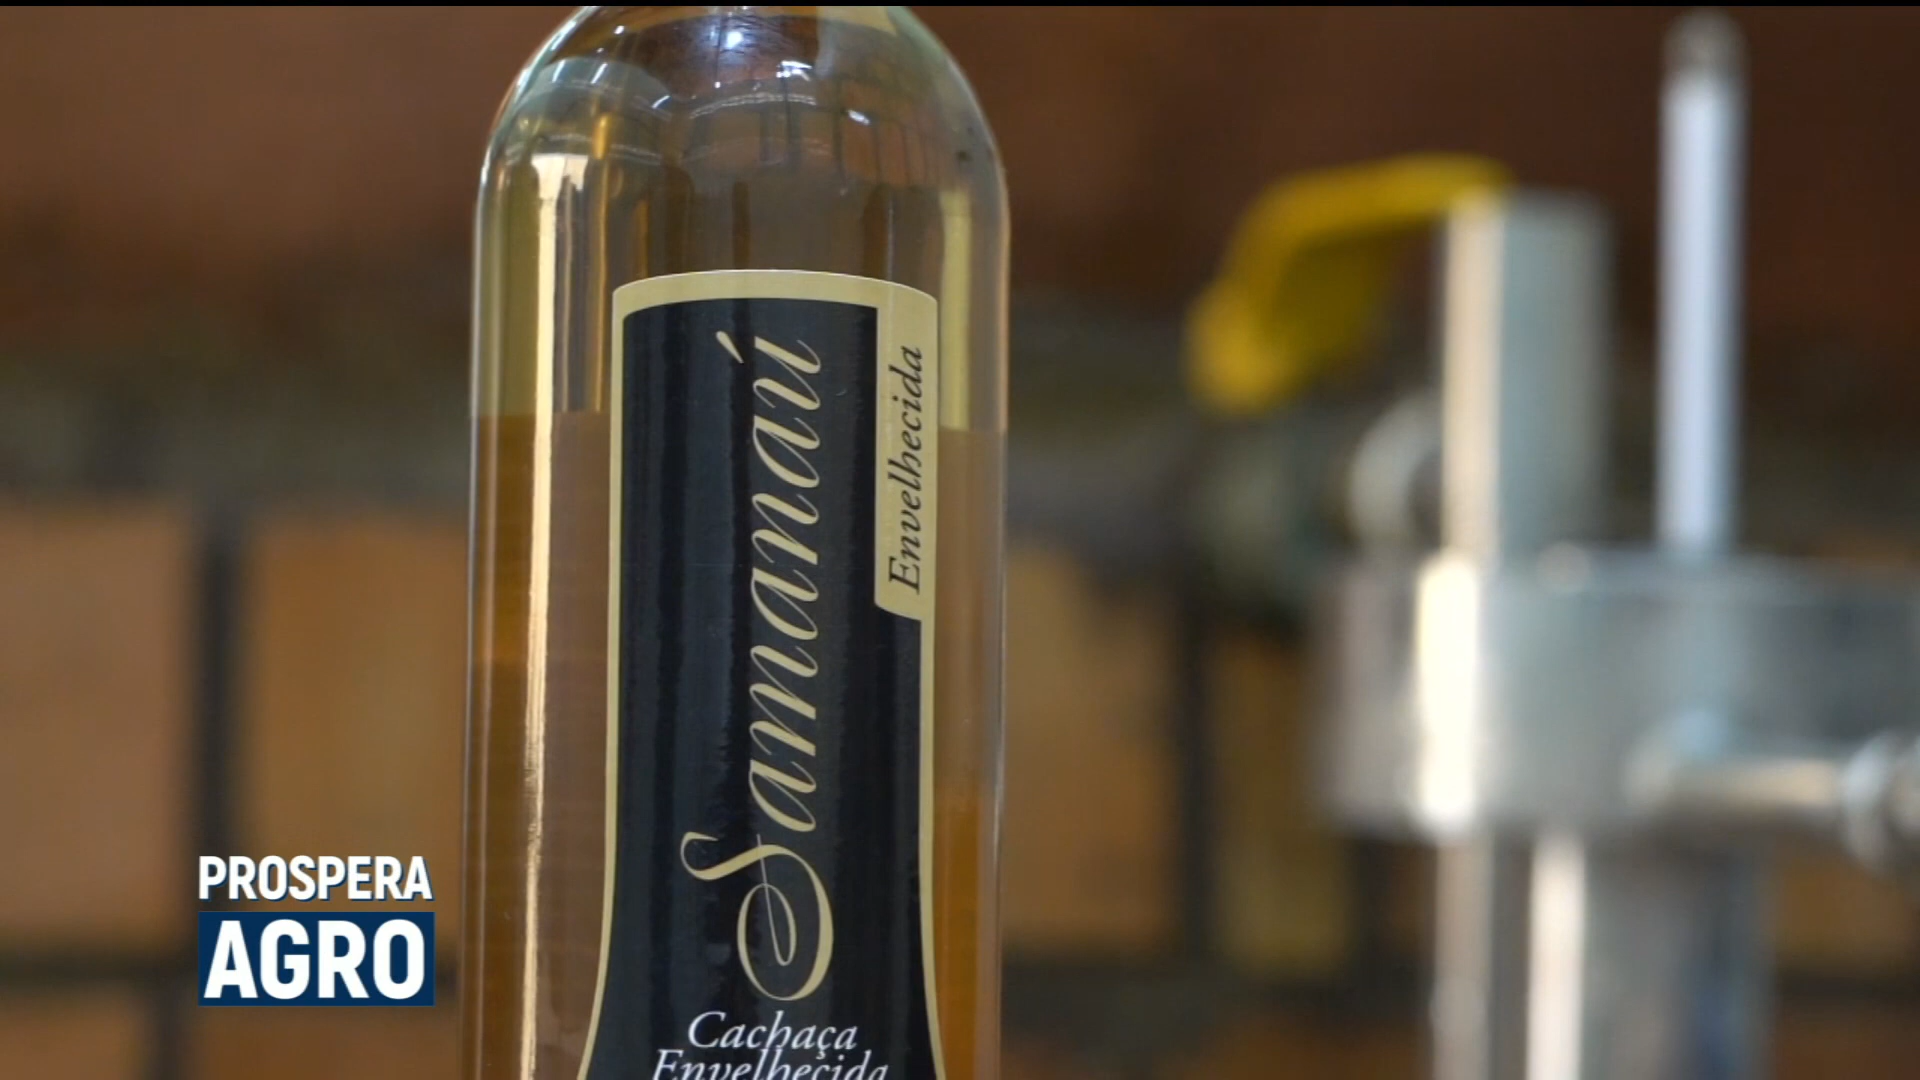 Samanaú
Envelhecida
Cachaça
Envelhecida
PROSPERA
AGRO